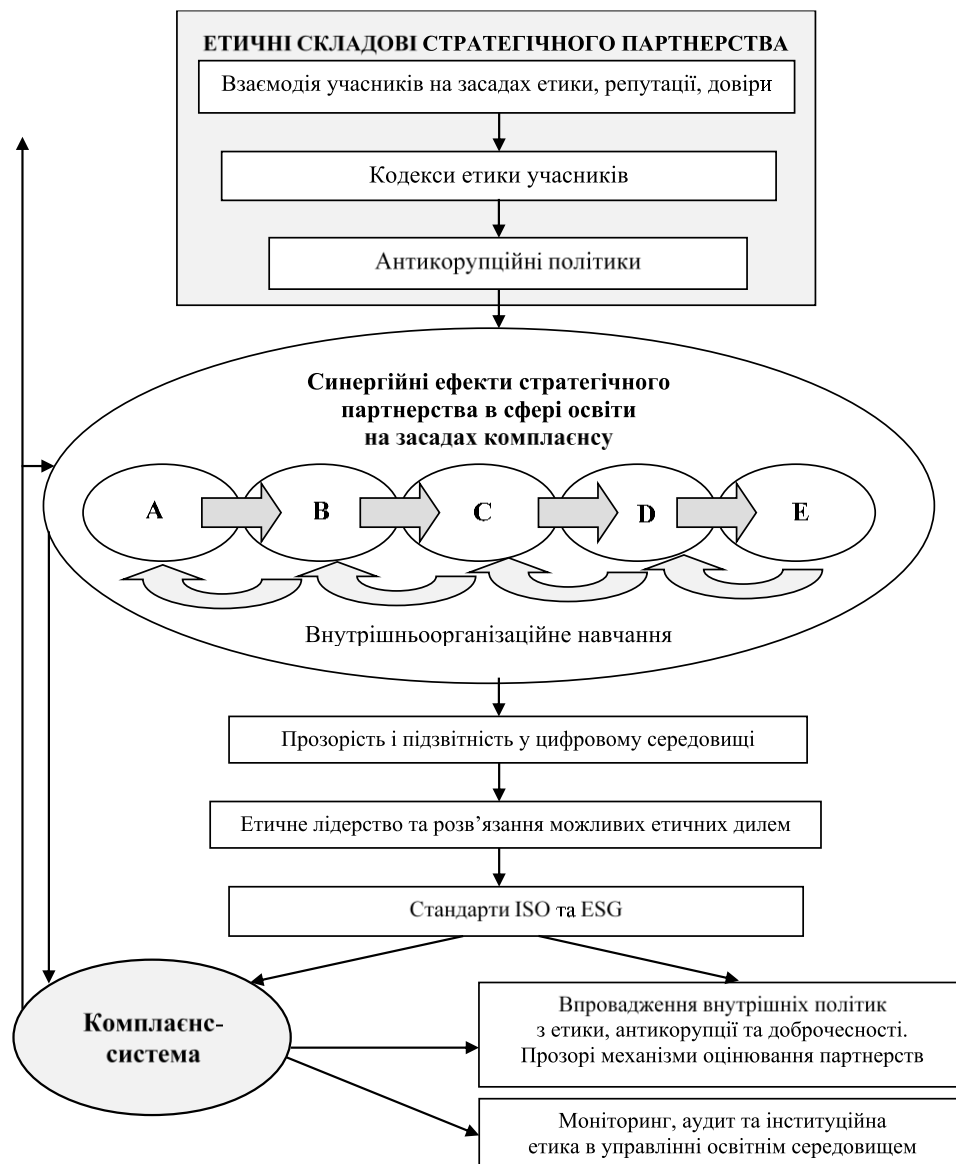 ЕТИЧНІ СКЛАДОВІ СТРАТЕГІЧНОГО ПАРТНЕРСТВА
Взаємодія учасників на засадах етики, репутації, довіри
Кодекси етики учасників
Антикорупційні політики
Синергійні ефекти стратегічного
партнерства в сфері освіти
на засадах комплаєнсу
A B C D E
Внутрішньоорганізаційне навчання
Прозорість і підзвітність у цифровому середовищі
Етичне лідерство та розв’язання можливих етичних дилем
Стандарти ISO та ESG
Комплаєнс-
система
Впровадження внутрішніх політик
з етики, антикорупції та доброчесності.
Прозорі механізми оцінювання партнерств
Моніторинг, аудит та інституційна
етика в управлінні освітнім середовищем